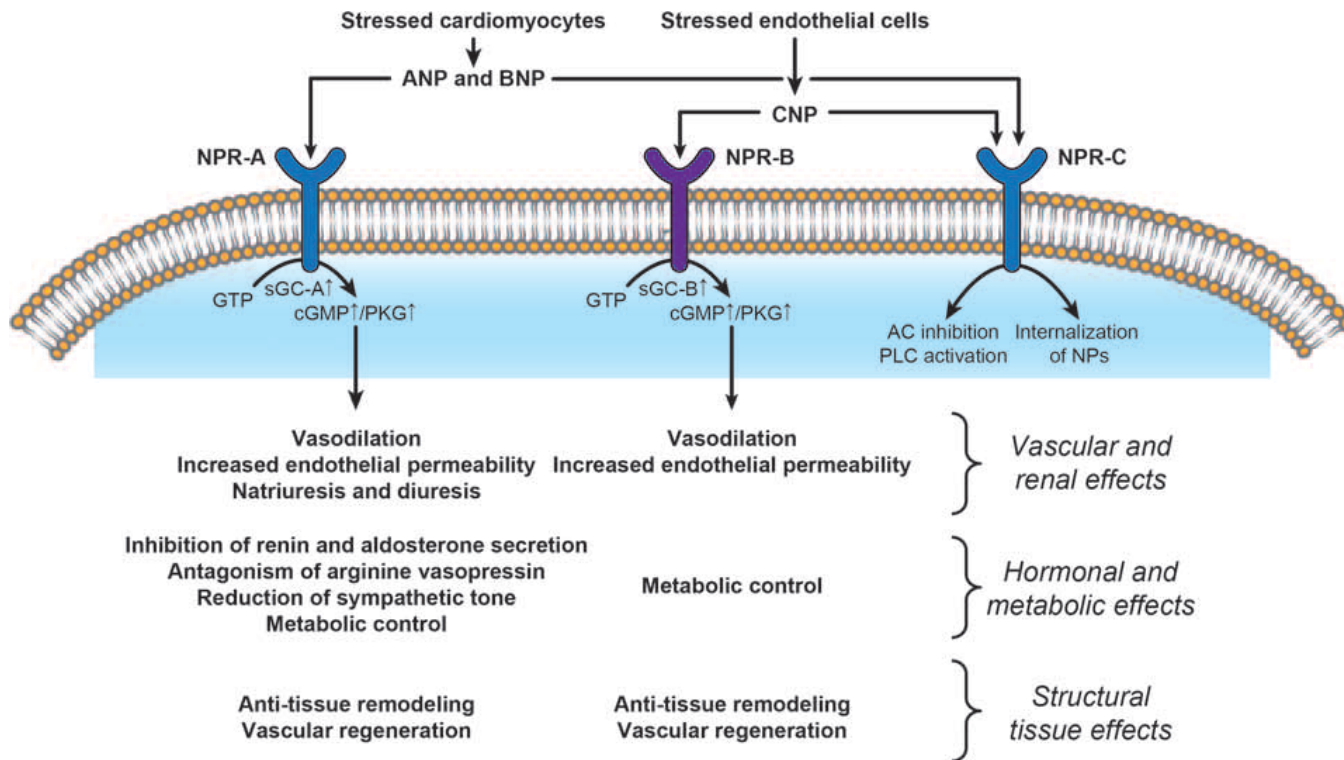 Stressed cardiomyocytes
Stressed endothelial cells
ANP and BNP
CNP
NPR-A
NPR-B
NPR-C
GTP
sGC-A↑
cGMP↑/PKG↑
GTP
sGC-B↑
cGMP↑/PKG↑
AC inhibition
PLC activation
Internalization
of NPs
Vasodilation
Increased endothelial permeability
Natriuresis and diuresis
Vasodilation
Increased endothelial permeability
Vascular and
renal effects
Inhibition of renin and aldosterone secretion
Antagonism of arginine vasopressin
Reduction of sympathetic tone
Metabolic control
Metabolic control
Hormonal and
metabolic effects
Anti-tissue remodeling
Vascular regeneration
Anti-tissue remodeling
Vascular regeneration
Structural
tissue effects